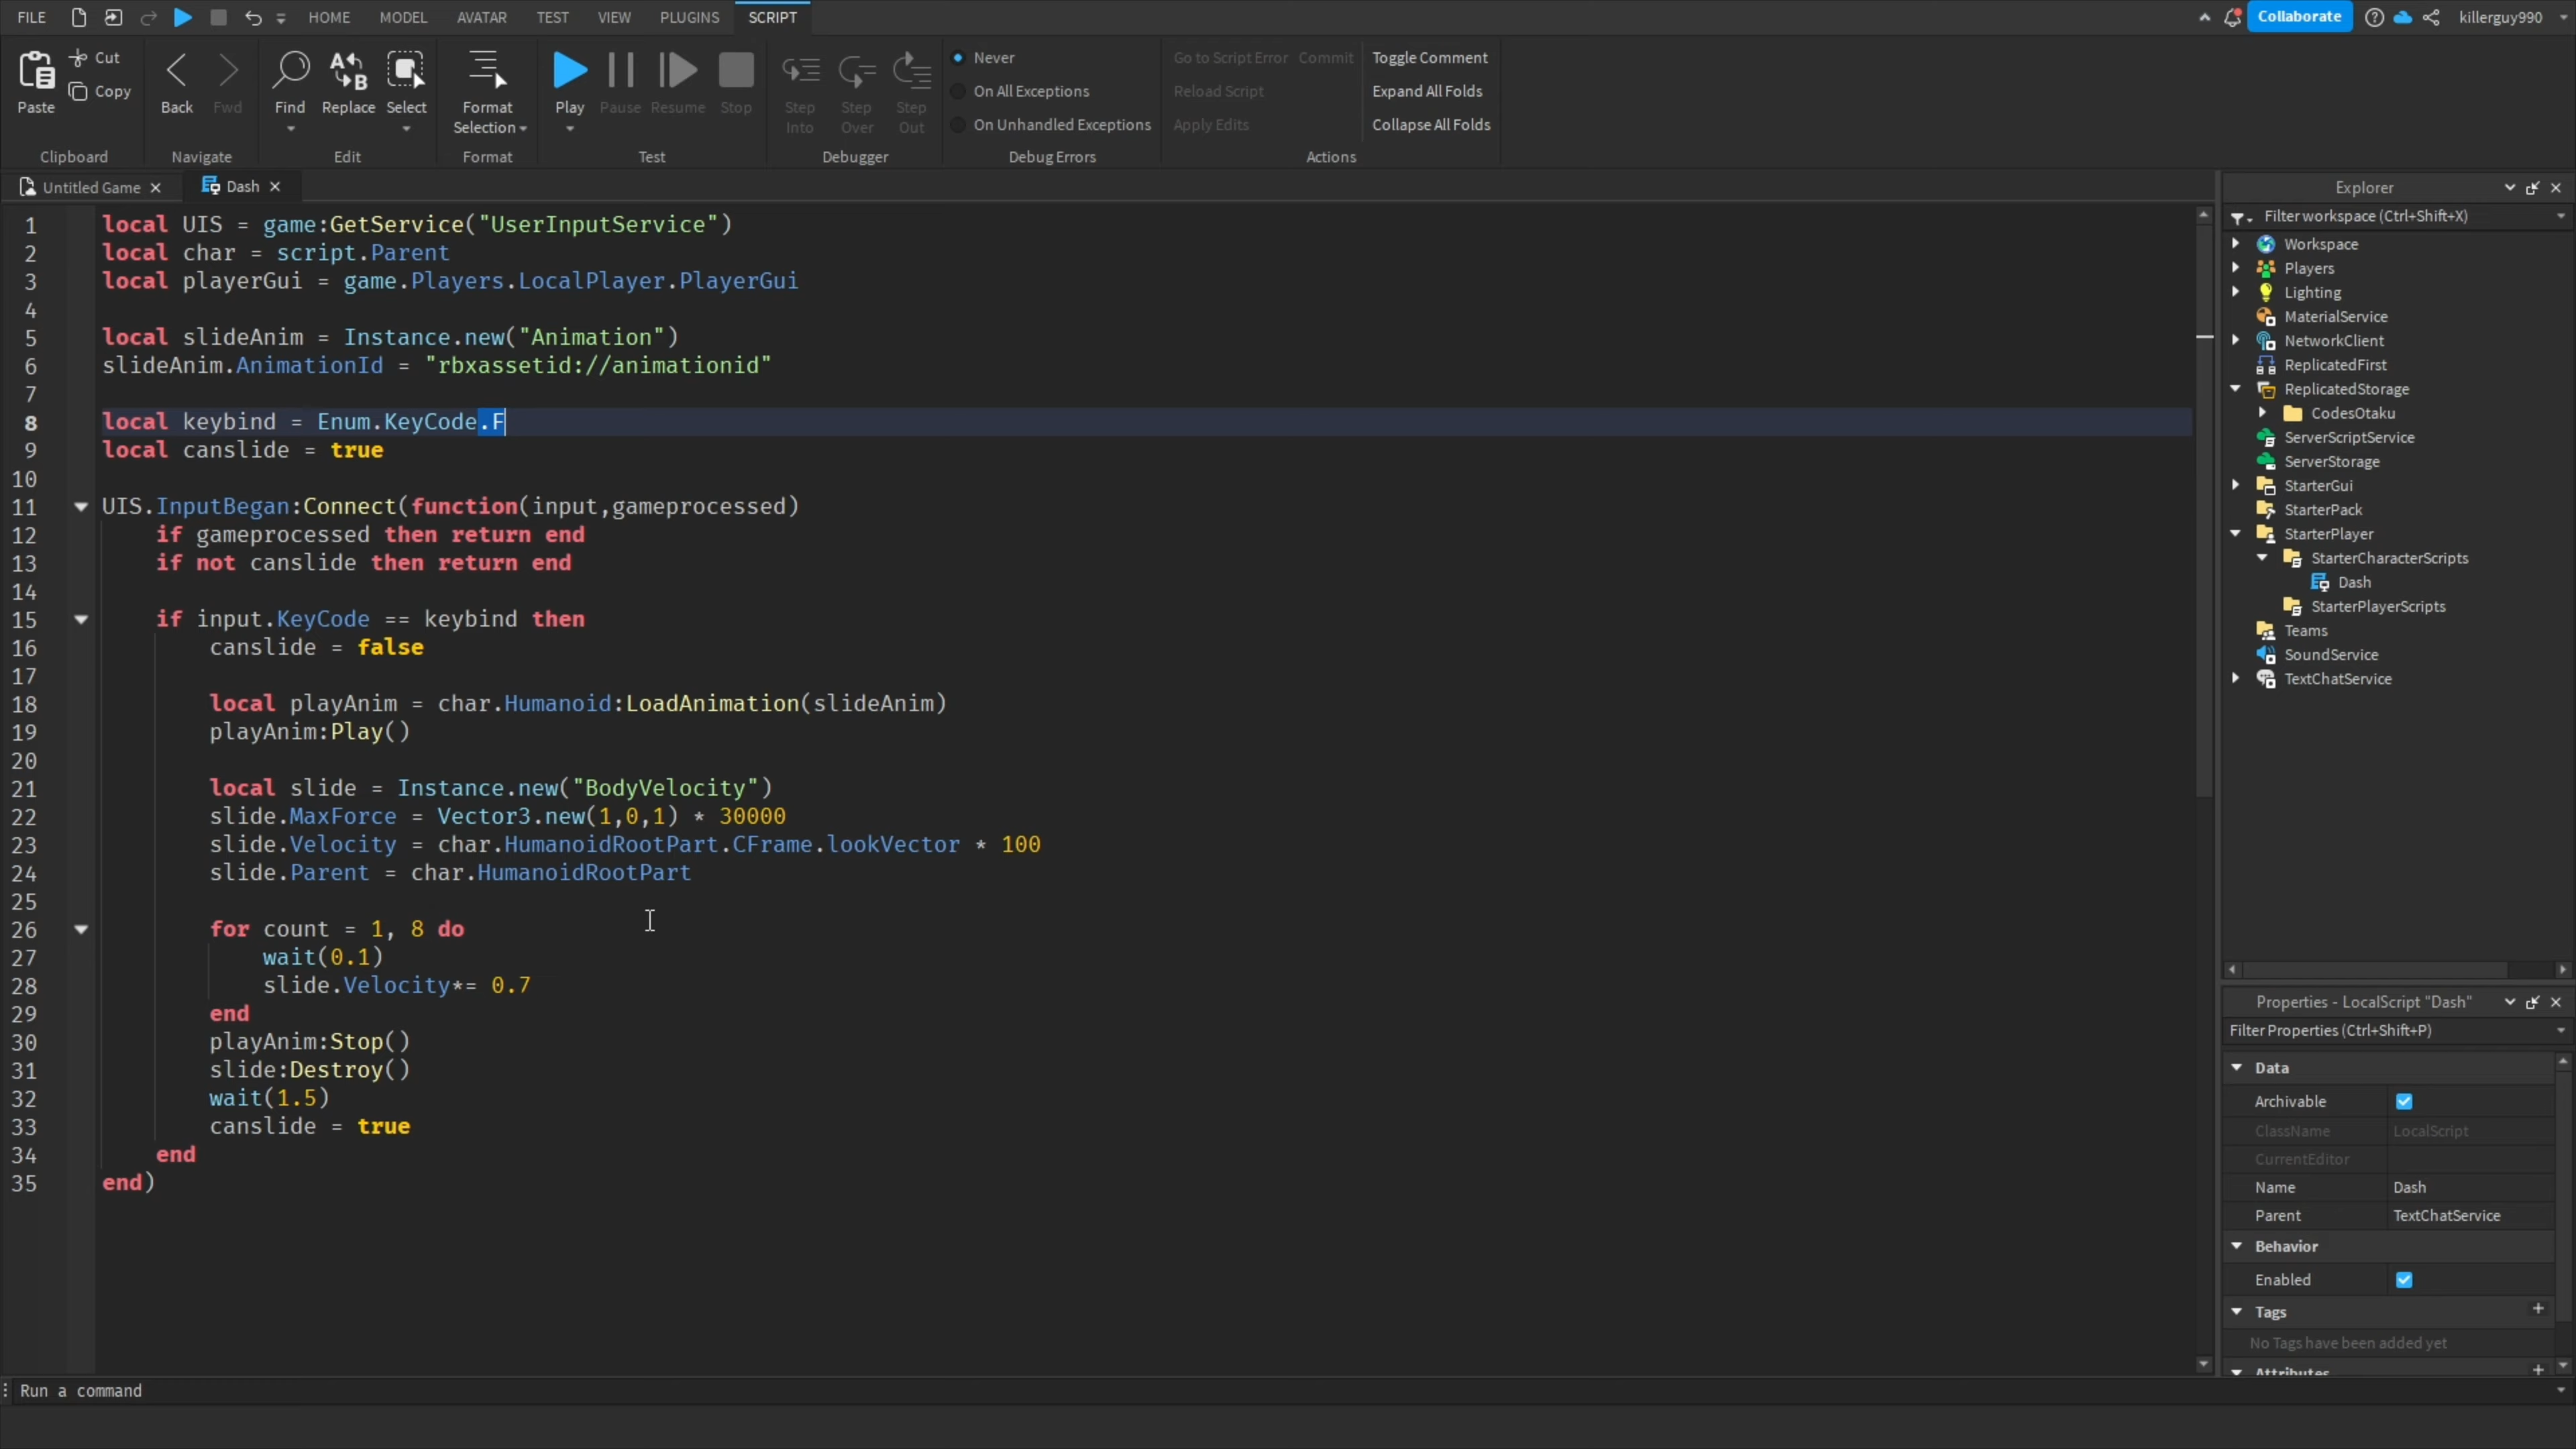 FILE HOME MODEL AVATAR TEST VIEW PLUGINS SCRIPT Collaborate killerguy990
Paste Cut Copy Back Fwd Find Replace Select Format Selection Play Pause Resume Stop Step Into Step Over Step Out
Never
On All Exceptions
On Unhandled Exceptions
Go to Script Error Commit
Reload Script
Apply Edits
Toggle Comment
Expand All Folds
Collapse All Folds
Clipboard Navigate Edit Format Test Debugger Debug Errors Actions
Untitled Game Dash
1 local UIS = game:GetService("UserInputService")
2 local char = script.Parent
3 local playerGui = game.Players.LocalPlayer.PlayerGui
4
5 local slideAnim = Instance.new("Animation")
6 slideAnim.AnimationId = "rbxassetid://animationid"
7
8 local keybind = Enum.KeyCode.F
9 local canslide = true
10
11 UIS.InputBegan:Connect(function(input,gameprocessed)
12 if gameprocessed then return end
13 if not canslide then return end
14
15 if input.KeyCode == keybind then
16 canslide = false
17
18 local playAnim = char.Humanoid:LoadAnimation(slideAnim)
19 playAnim:Play()
20
21 local slide = Instance.new("BodyVelocity")
22 slide.MaxForce = Vector3.new(1,0,1) * 30000
23 slide.Velocity = char.HumanoidRootPart.CFrame.lookVector * 100
24 slide.Parent = char.HumanoidRootPart
25
26 for count = 1, 8 do
27 wait(0.1)
28 slide.Velocity*= 0.7
29 end
30 playAnim:Stop()
31 slide:Destroy()
32 wait(1.5)
33 canslide = true
34 end
35 end)
Explorer
Filter workspace (Ctrl+Shift+X)
Workspace
Players
Lighting
MaterialService
NetworkClient
ReplicatedFirst
ReplicatedStorage
CodesOtaku
ServerScriptService
ServerStorage
StarterGui
StarterPack
StarterPlayer
StarterCharacterScripts
Dash
StarterPlayerScripts
Teams
SoundService
TextChatService
Properties - LocalScript "Dash"
Filter Properties (Ctrl+Shift+P)
Data
Archivable
ClassName LocalScript
CurrentEditor
Name Dash
Parent TextChatService
Behavior
Enabled
Tags
No Tags have been added yet
Attributes
Run a command